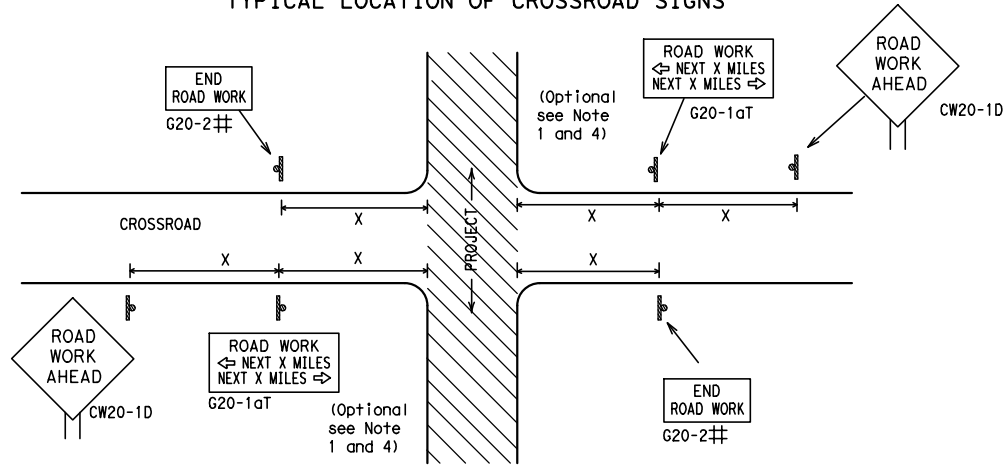 TYPICAL LOCATION OF CROSSROAD SIGNS
END
ROAD WORK
G20-2#
(Optional
see Note
1 and 4)
ROAD WORK
⇦ NEXT X MILES
NEXT X MILES ⇨
G20-1aT
ROAD
WORK
AHEAD
CW20-1D
X
X
X
CROSSROAD
PROJECT
X
X
X
ROAD
WORK
AHEAD
CW20-1D
ROAD WORK
⇦ NEXT X MILES
NEXT X MILES ⇨
G20-1aT
(Optional
see Note
1 and 4)
END
ROAD WORK
G20-2#